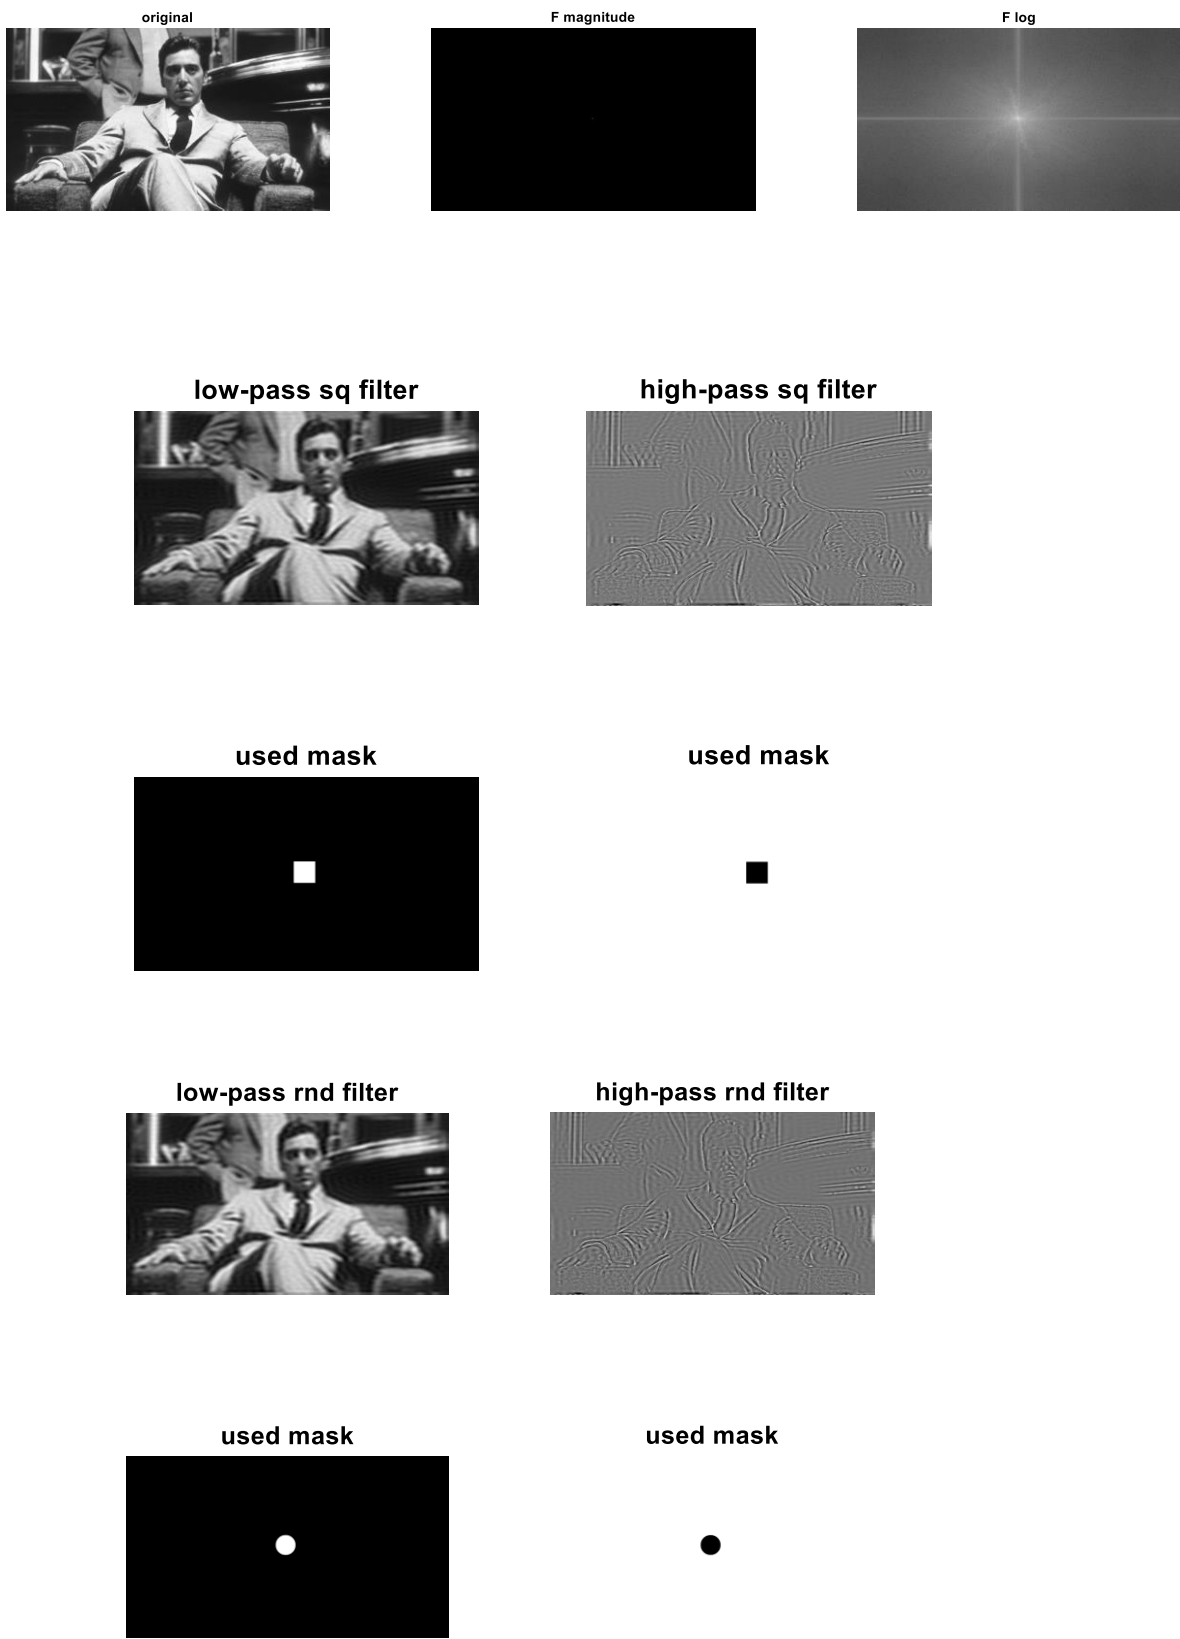 original
F magnitude
F log
low-pass sq filter
high-pass sq filter
used mask
used mask
low-pass rnd filter
high-pass rnd filter
used mask
used mask